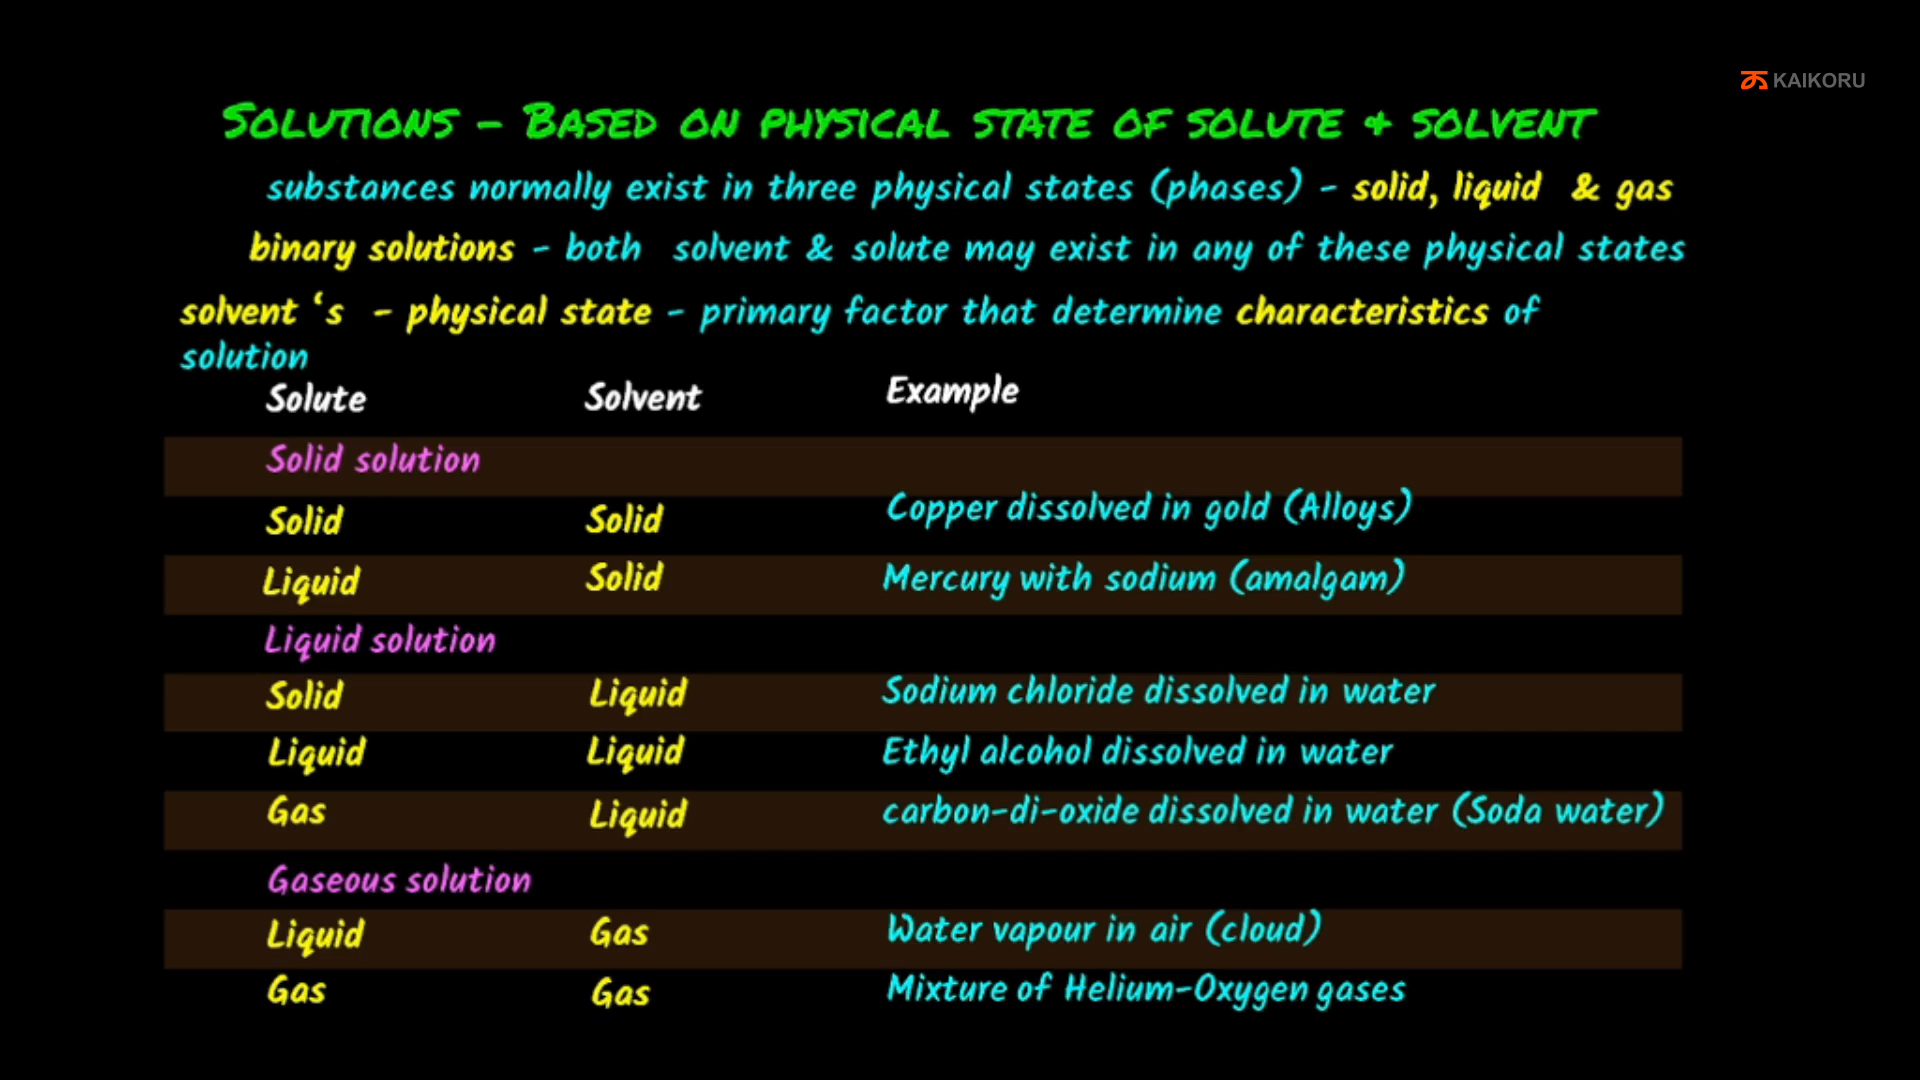 KAIKORU
SOLUTIONS - BASED ON PHYSICAL STATE OF SOLUTE & SOLVENT
substances normally exist in three physical states (phases) - solid, liquid & gas
binary solutions - both solvent & solute may exist in any of these physical states
solvent ‘s - physical state - primary factor that determine characteristics of
solution
Solute Solvent Example
Solid solution
Solid Solid Copper dissolved in gold (Alloys)
Liquid Solid Mercury with sodium (amalgam)
Liquid solution
Solid Liquid Sodium chloride dissolved in water
Liquid Liquid Ethyl alcohol dissolved in water
Gas Liquid carbon-di-oxide dissolved in water (Soda water)
Gaseous solution
Liquid Gas Water vapour in air (cloud)
Gas Gas Mixture of Helium-Oxygen gases